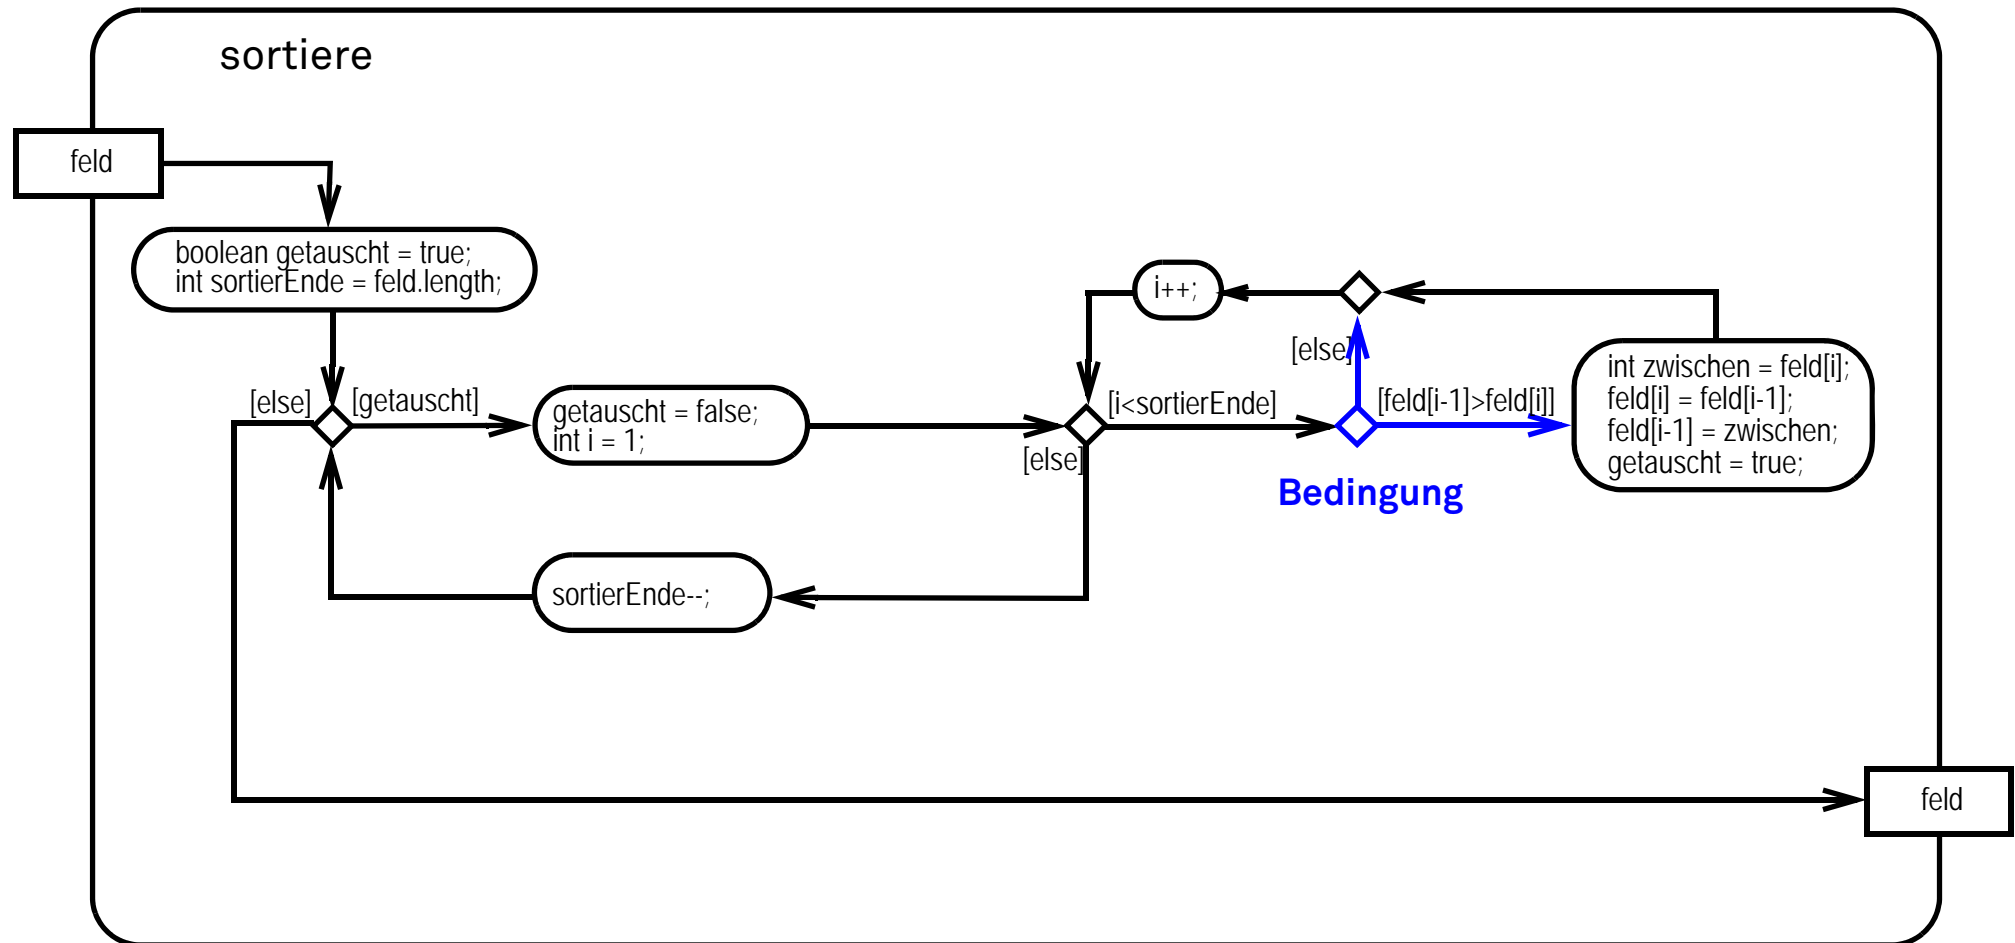 sortiere
feld
boolean getauscht = true;
int sortierEnde = feld.length;
i++;
[else]
int zwischen = feld[i];
feld[i] = feld[i-1];
feld[i-1] = zwischen;
getauscht = true;
[else]
[getauscht]
getauscht = false;
int i = 1;
[i<sortierEnde]
[feld[i-1]>feld[i]]
[else]
Bedingung
sortierEnde--;
feld